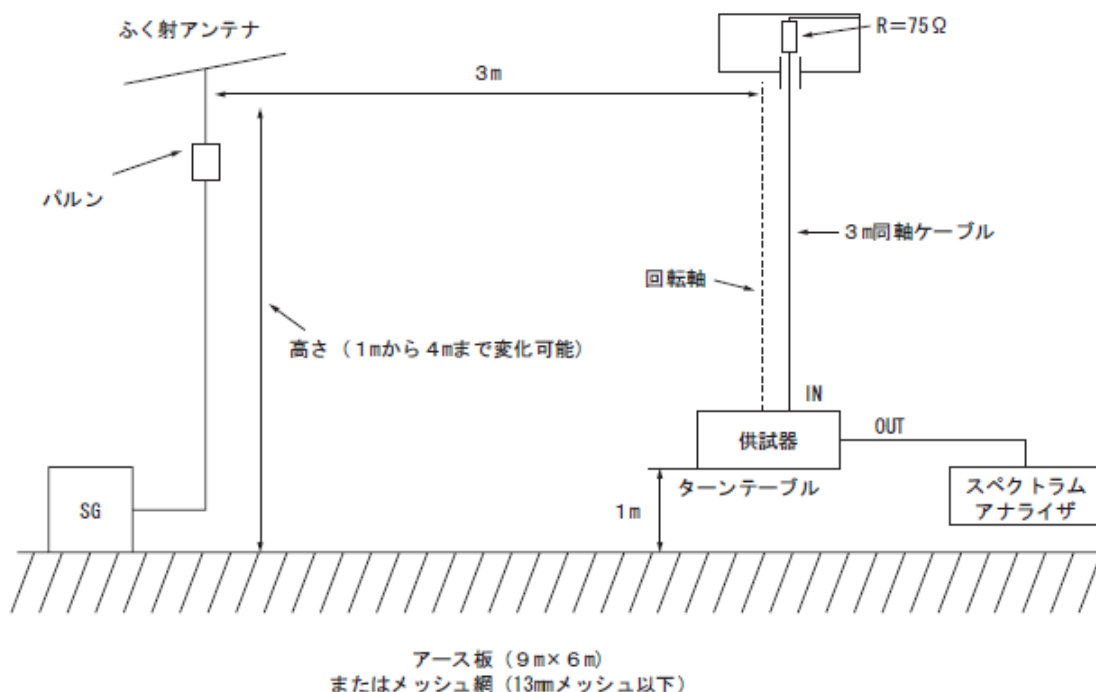 ふく射アンテナ
R=75Ω
3m
バルン
3m同軸ケーブル
回転軸
高さ（1mから4mまで変化可能）
IN
供試器
OUT
ターンテーブル
SG
1m
スペクトラム
アナライザ
アース板（9m×6m）
またはメッシュ網（13mmメッシュ以下）